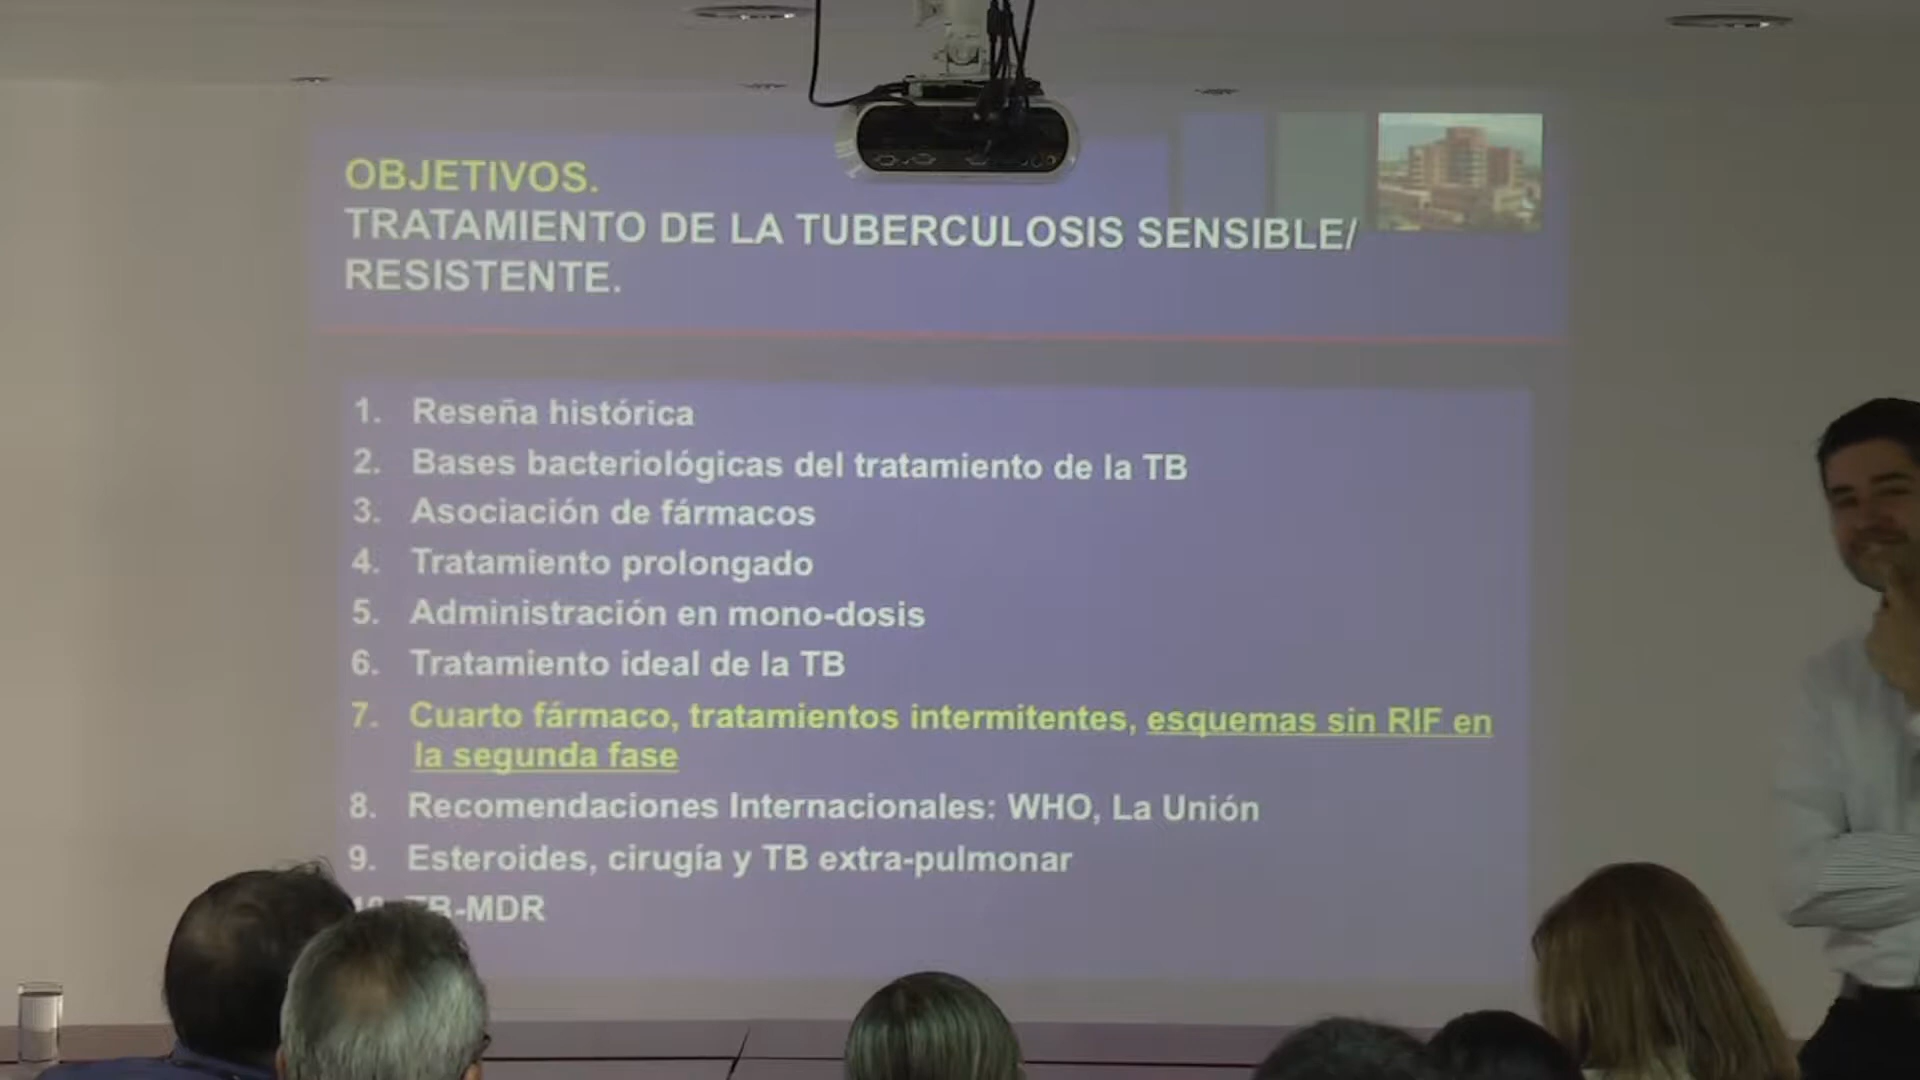 OBJETIVOS.
TRATAMIENTO DE LA TUBERCULOSIS SENSIBLE/
RESISTENTE.
1. Reseña histórica
2. Bases bacteriológicas del tratamiento de la TB
3. Asociación de fármacos
4. Tratamiento prolongado
5. Administración en mono-dosis
6. Tratamiento ideal de la TB
7. Cuarto fármaco, tratamientos intermitentes, esquemas sin RIF en
la segunda fase
8. Recomendaciones Internacionales: WHO, La Unión
9. Esteroides, cirugía y TB extra-pulmonar
10. TB-MDR